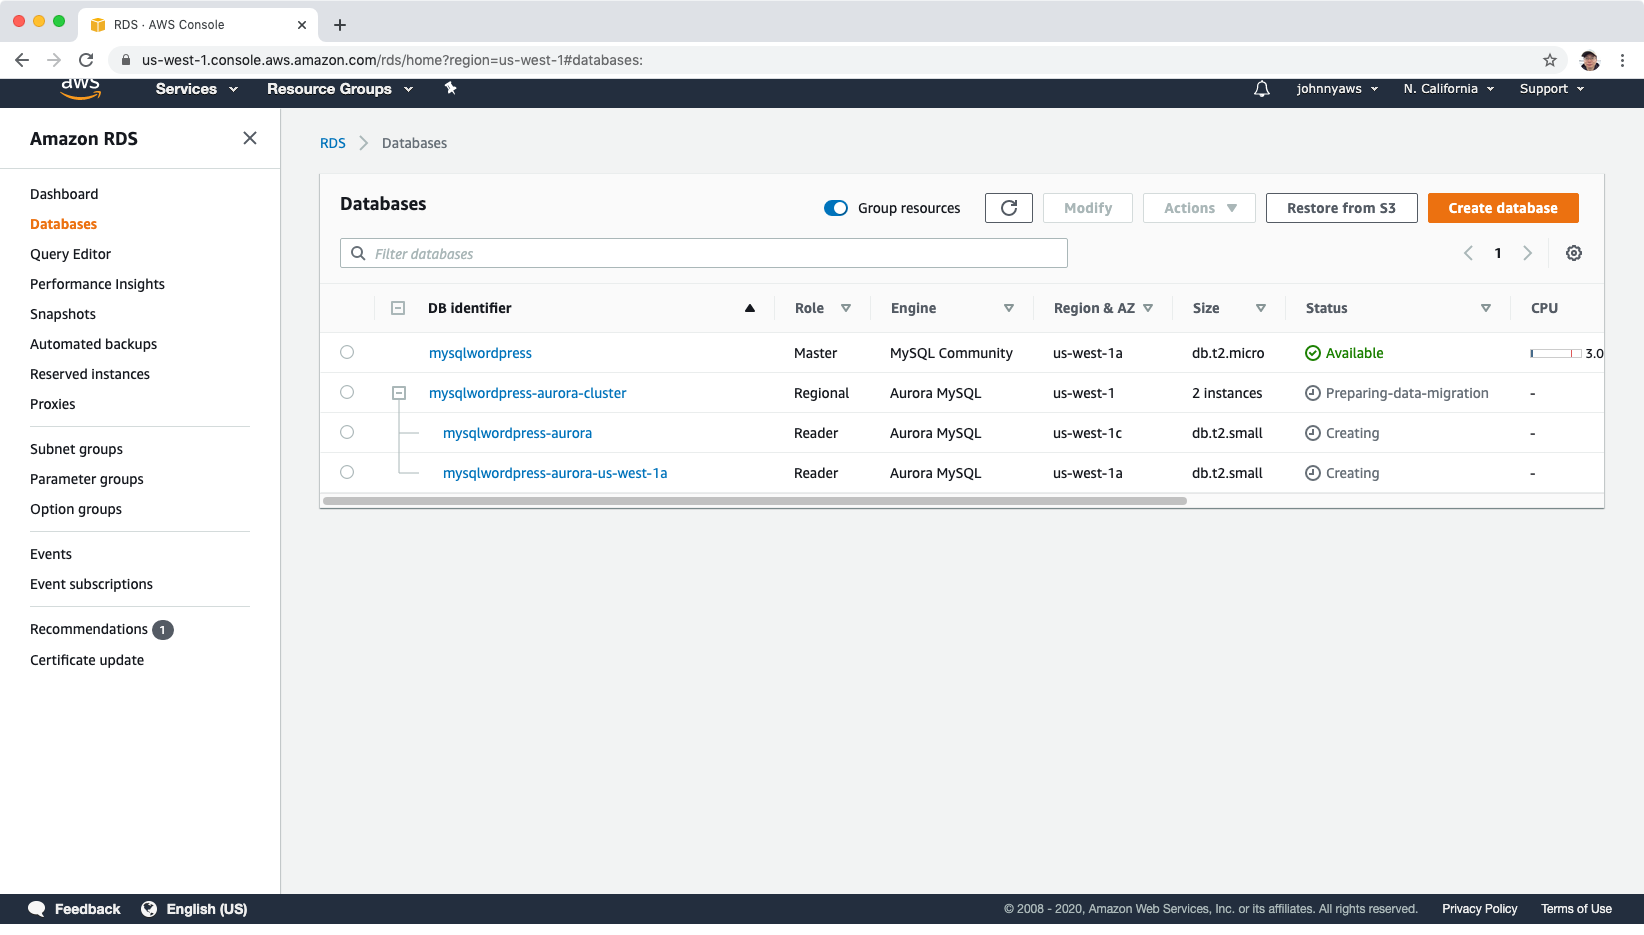 RDS · AWS Console
us-west-1.console.aws.amazon.com/rds/home?region=us-west-1#databases:
aws Services Resource Groups johnnyaws N. California Support
Amazon RDS
Dashboard
Databases
Query Editor
Performance Insights
Snapshots
Automated backups
Reserved instances
Proxies
Subnet groups
Parameter groups
Option groups
Events
Event subscriptions
Recommendations 1
Certificate update
RDS Databases
Databases Group resources Modify Actions Restore from S3 Create database
Filter databases 1
DB identifier Role Engine Region & AZ Size Status CPU
mysqlwordpress Master MySQL Community us-west-1a db.t2.micro Available 3.0
mysqlwordpress-aurora-cluster Regional Aurora MySQL us-west-1 2 instances Preparing-data-migration -
mysqlwordpress-aurora Reader Aurora MySQL us-west-1c db.t2.small Creating -
mysqlwordpress-aurora-us-west-1a Reader Aurora MySQL us-west-1a db.t2.small Creating -
Feedback English (US) © 2008 - 2020, Amazon Web Services, Inc. or its affiliates. All rights reserved. Privacy Policy Terms of Use